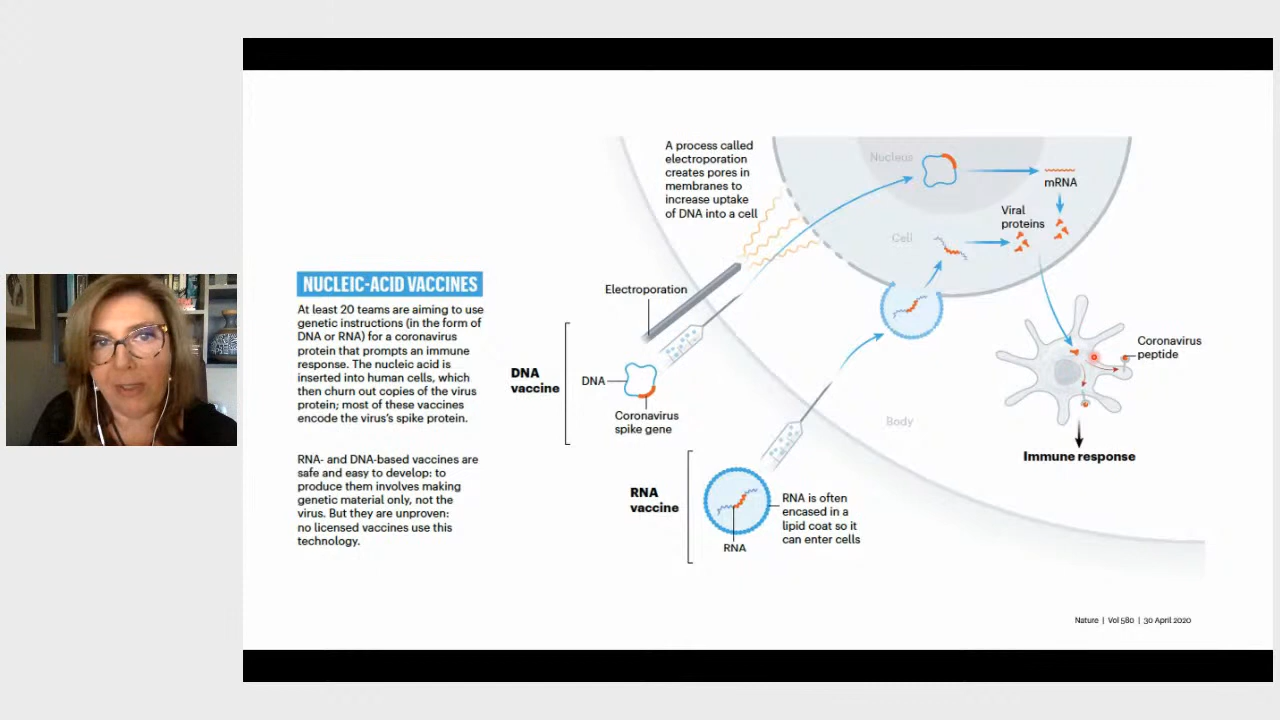 NUCLEIC-ACID VACCINES
At least 20 teams are aiming to use
genetic instructions (in the form of
DNA or RNA) for a coronavirus
protein that prompts an immune
response. The nucleic acid is
inserted into human cells, which
then churn out copies of the virus
protein; most of these vaccines
encode the virus's spike protein.
RNA- and DNA-based vaccines are
safe and easy to develop: to
produce them involves making
genetic material only, not the
virus. But they are unproven:
no licensed vaccines use this
technology.
A process called
electroporation
creates pores in
membranes to
increase uptake
of DNA into a cell
Nucleus
mRNA
Viral
proteins
Cell
Electroporation
DNA
vaccine
DNA
Coronavirus
spike gene
Coronavirus
peptide
Body
Immune response
RNA
vaccine
RNA is often
encased in a
lipid coat so it
can enter cells
RNA
Nature | Vol 580 | 30 April 2020